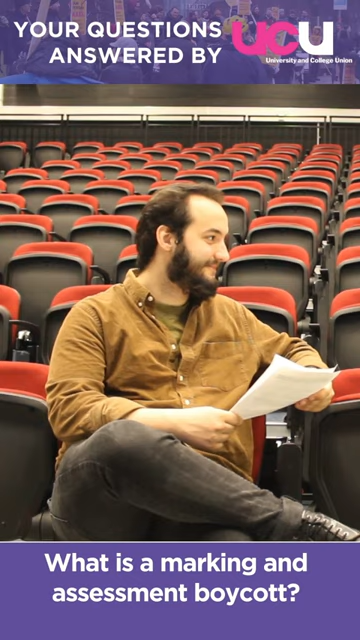 YOUR QUESTIONS
ANSWERED BY
ucu
University and College Union
What is a marking and
assessment boycott?